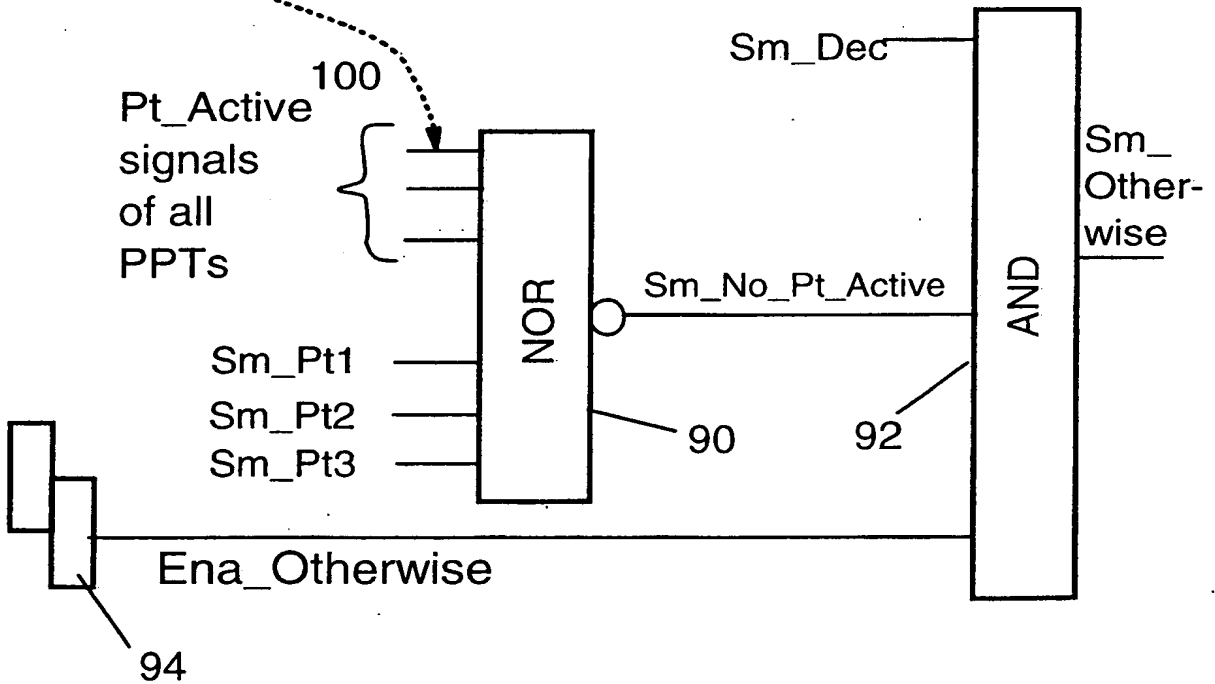 Sm_Dec
100
Pt_Active
signals
of all
PPTs
Sm_
Other-
wise
NOR
Sm_No_Pt_Active
AND
Sm_Pt1
Sm_Pt2
Sm_Pt3
90
92
Ena_Otherwise
94